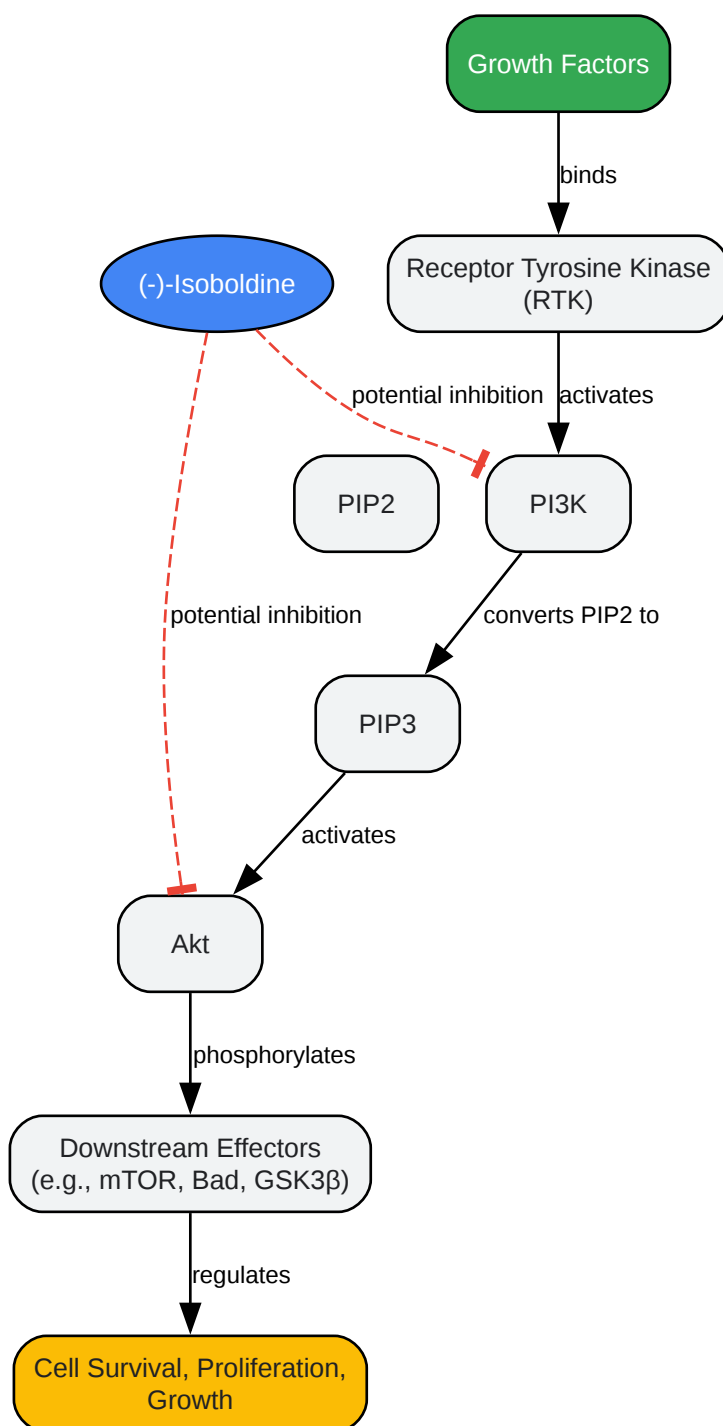 Growth Factors
binds
(-)-Isoboldine
Receptor Tyrosine Kinase
(RTK)
potential inhibition
activates
PIP2
PI3K
potential inhibition
converts PIP2 to
PIP3
activates
Akt
phosphorylates
Downstream Effectors
(e.g., mTOR, Bad, GSK3β)
regulates
Cell Survival, Proliferation,
Growth